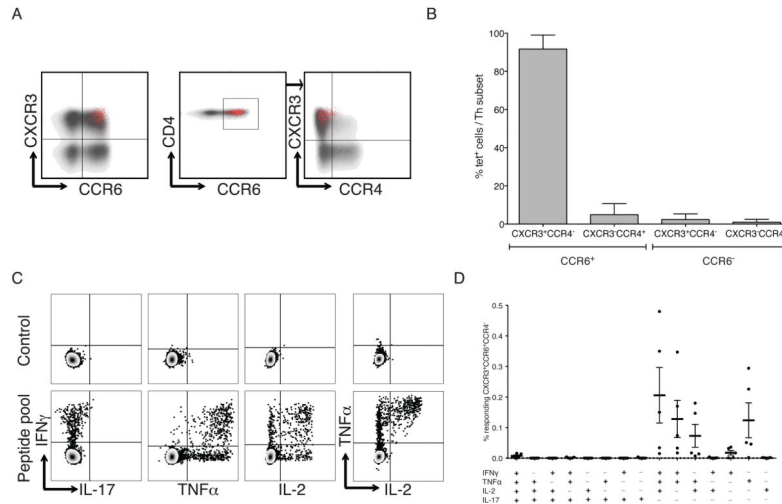 A
CXCR3
CCR6
CD4
CCR6
CXCR3
CCR4
B
% tet⁺ cells / Th subset
100
80
60
40
20
0
CXCR3⁺CCR4⁻
CXCR3⁻CCR4⁺
CXCR3⁺CCR4⁻
CXCR3⁻CCR4
CCR6⁺
CCR6⁻
C
Control
Peptide pool
IFNγ
IL-17
TNFα
IL-2
TNFα
IL-2
D
% responding CXCR3⁺CCR6⁺CCR4⁻
0.5
0.4
0.3
0.2
0.1
0.0
IFNγ
TNFα
IL-2
IL-17